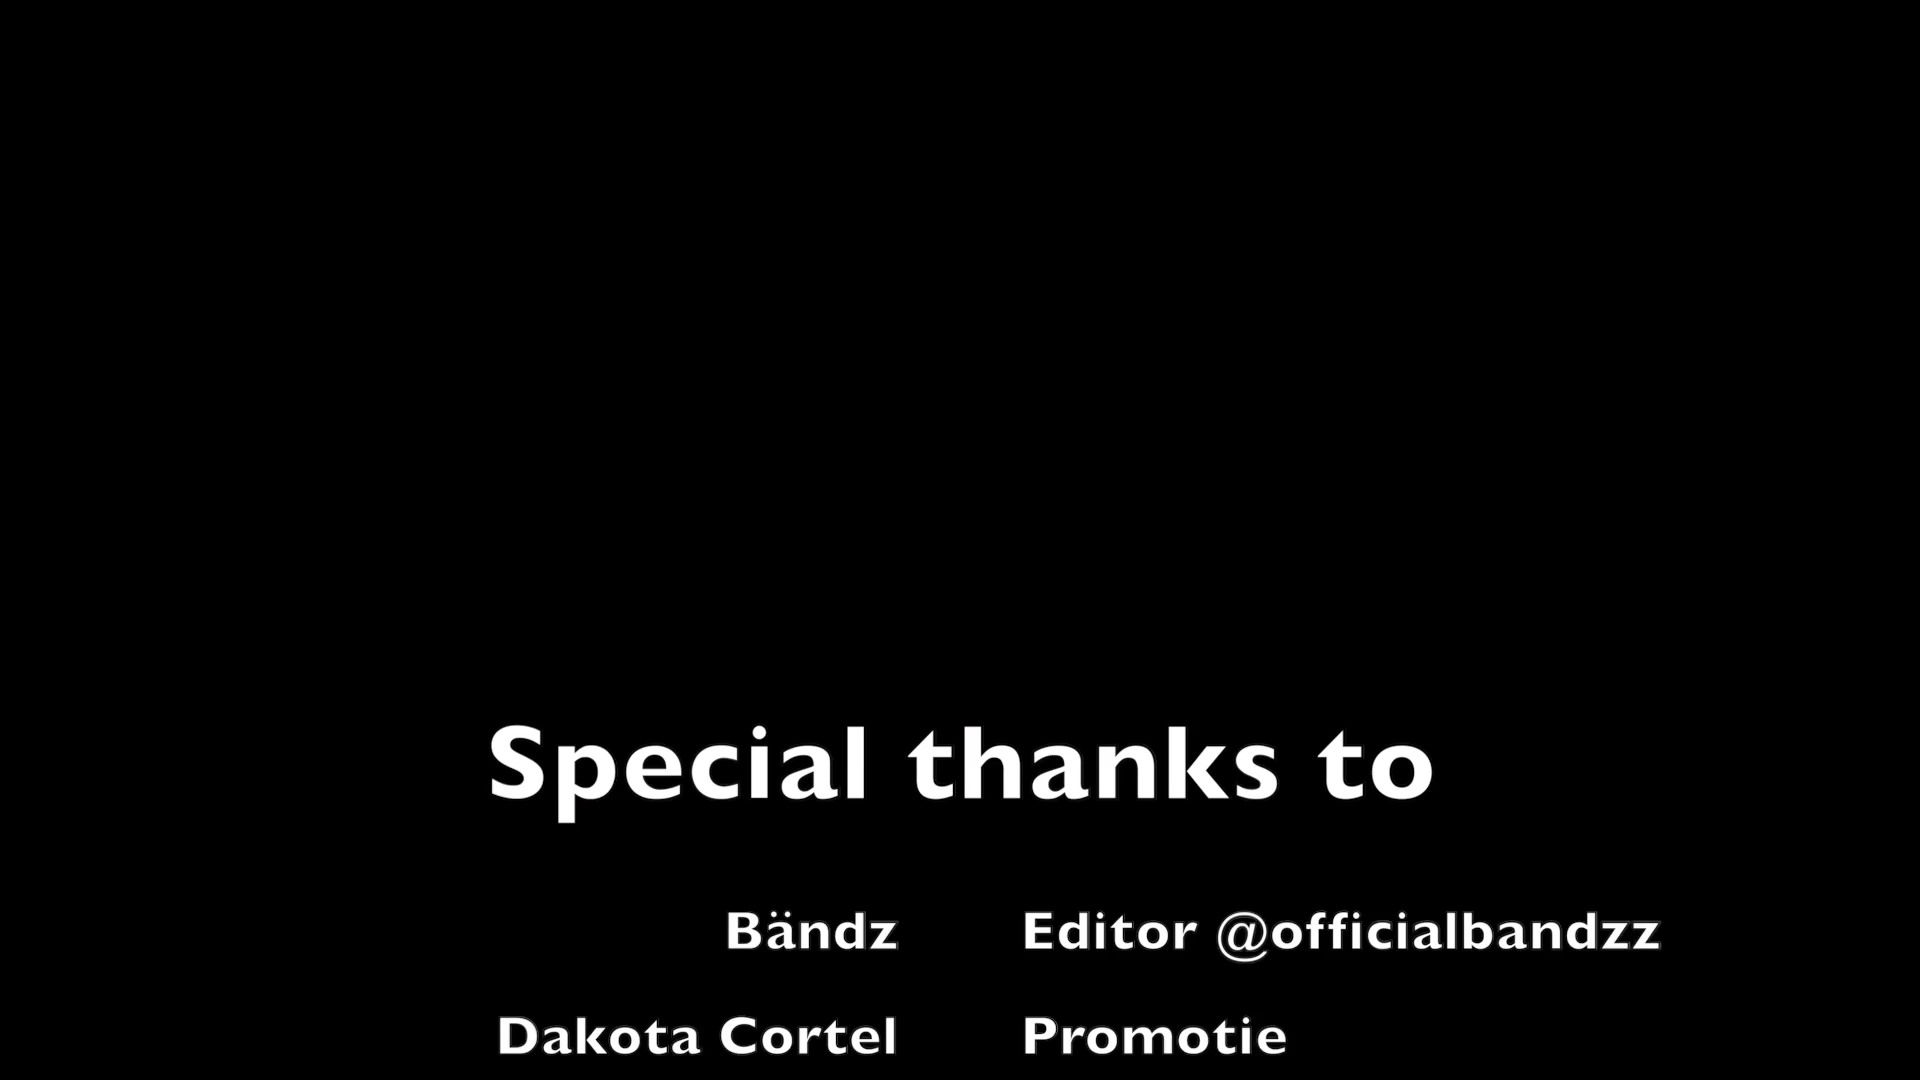 Special thanks to
Bändz Editor @officialbandzz
Dakota Cortel Promotie